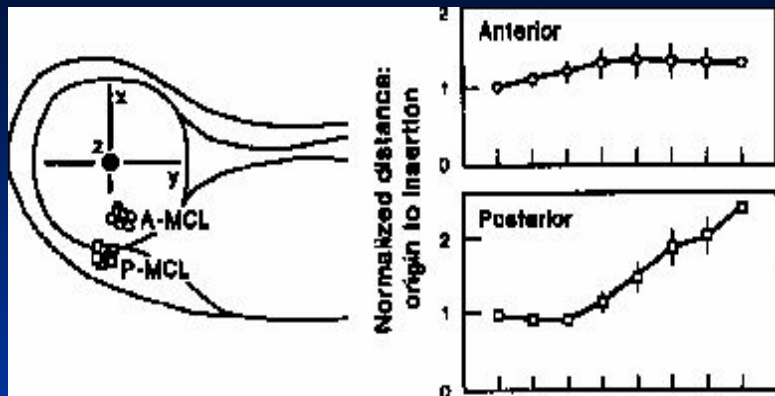 x
z
y
A-MCL
P-MCL
Normalized distance:
origin to insertion
2
Anterior
1
0
Posterior
2
1
0